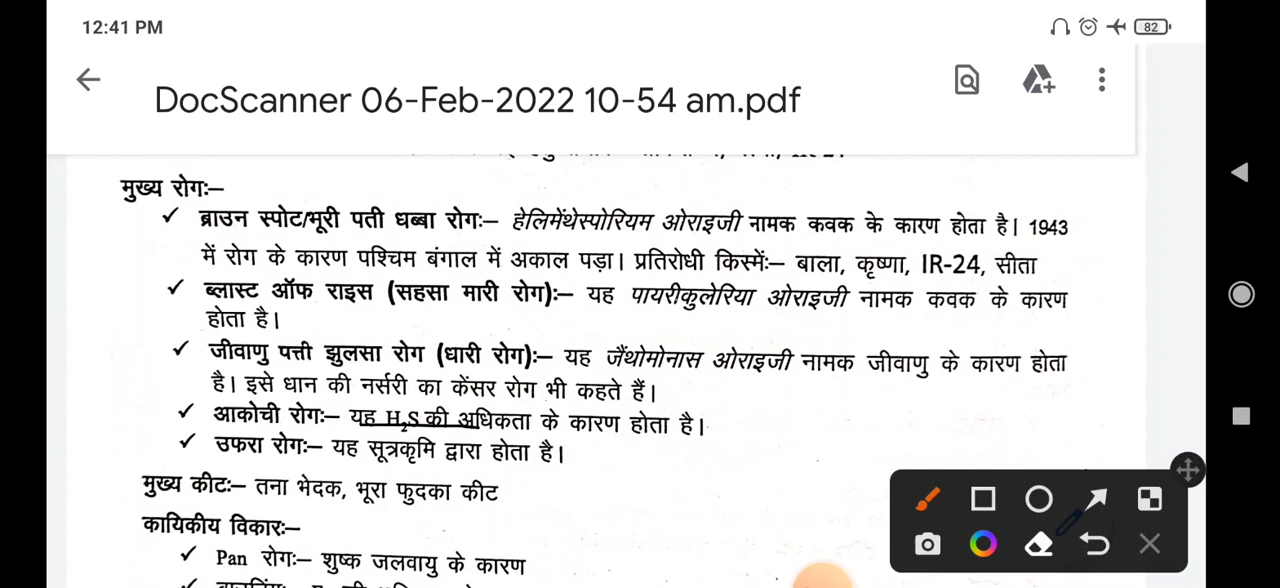 12:41 PM
82
DocScanner 06-Feb-2022 10-54 am.pdf
मुख्य रोगः–
✓ ब्राउन स्पोट/भूरी पती धब्बा रोगः– हेलिमेंथेस्पोरियम ओराइजी नामक कवक के कारण होता है। 1943
में रोग के कारण पश्चिम बंगाल में अकाल पड़ा। प्रतिरोधी किस्मेंः– बाला, कृष्णा, IR-24, सीता
✓ ब्लास्ट ऑफ राइस (सहसा मारी रोग)ः– यह पायरीकुलेरिया ओराइजी नामक कवक के कारण
होता है।
✓ जीवाणु पत्ती झुलसा रोग (धारी रोग)ः– यह जैंथोमोनास ओराइजी नामक जीवाणु के कारण होता
है। इसे धान की नर्सरी का केंसर रोग भी कहते हैं।
✓ आकोची रोगः– यह H₂S की अधिकता के कारण होता है।
✓ उफरा रोगः– यह सूत्रकृमि द्वारा होता है।
मुख्य कीटः– तना भेदक, भूरा फुदका कीट
कायिकीय विकारः–
✓ Pan रोगः– शुष्क जलवायु के कारण